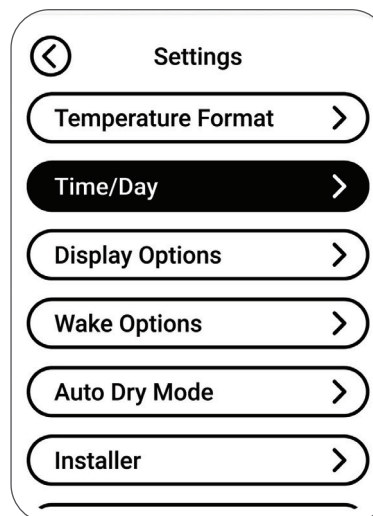 Settings
Temperature Format
Time/Day
Display Options
Wake Options
Auto Dry Mode
Installer